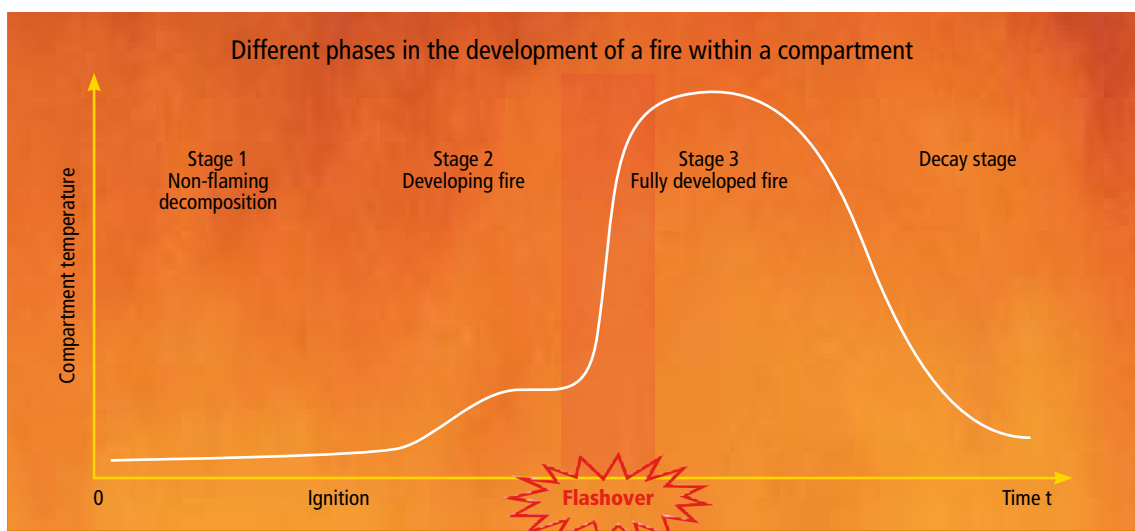 Different phases in the development of a fire within a compartment
Compartment temperature
Stage 1
Non-flaming
decomposition
Stage 2
Developing fire
Stage 3
Fully developed fire
Decay stage
0
Ignition
Flashover
Time t